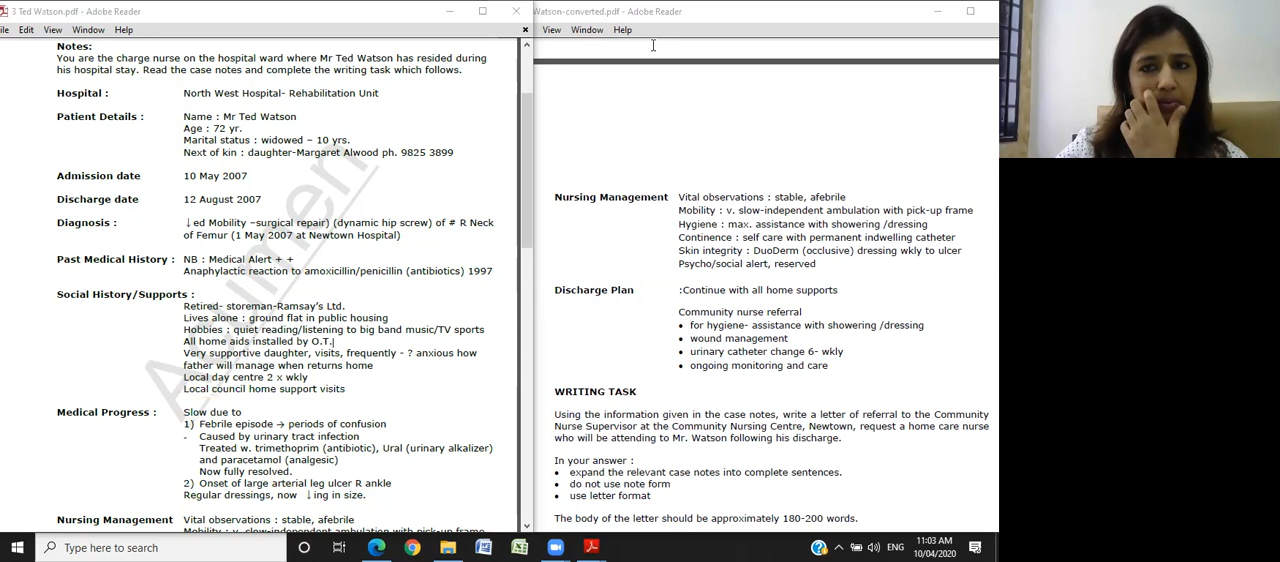 3 Ted Watson.pdf - Adobe Reader
ile Edit View Window Help
Notes:
You are the charge nurse on the hospital ward where Mr Ted Watson has resided during
his hospital stay. Read the case notes and complete the writing task which follows.
Hospital : North West Hospital- Rehabilitation Unit
Patient Details : Name : Mr Ted Watson
Age : 72 yr.
Marital status : widowed – 10 yrs.
Next of kin : daughter-Margaret Alwood ph. 9825 3899
Admission date 10 May 2007
Discharge date 12 August 2007
Diagnosis : ↓ed Mobility –surgical repair) (dynamic hip screw) of # R Neck
of Femur (1 May 2007 at Newtown Hospital)
Past Medical History : NB : Medical Alert + +
Anaphylactic reaction to amoxicillin/penicillin (antibiotics) 1997
Social History/Supports :
Retired- storeman-Ramsay's Ltd.
Lives alone : ground flat in public housing
Hobbies : quiet reading/listening to big band music/TV sports
All home aids installed by O.T.
Very supportive daughter, visits, frequently - ? anxious how
father will manage when returns home
Local day centre 2 x wkly
Local council home support visits
Medical Progress : Slow due to
1) Febrile episode → periods of confusion
- Caused by urinary tract infection
Treated w. trimethoprim (antibiotic), Ural (urinary alkalizer)
and paracetamol (analgesic)
Now fully resolved.
2) Onset of large arterial leg ulcer R ankle
Regular dressings, now ↓ing in size.
Nursing Management Vital observations : stable, afebrile
Mobility : v. slow-independent ambulation with pick-up frame
Acumen
Watson-converted.pdf - Adobe Reader
View Window Help
Nursing Management Vital observations : stable, afebrile
Mobility : v. slow-independent ambulation with pick-up frame
Hygiene : max. assistance with showering /dressing
Continence : self care with permanent indwelling catheter
Skin integrity : DuoDerm (occlusive) dressing wkly to ulcer
Psycho/social alert, reserved
Discharge Plan :Continue with all home supports
Community nurse referral
• for hygiene- assistance with showering /dressing
• wound management
• urinary catheter change 6- wkly
• ongoing monitoring and care
WRITING TASK
Using the information given in the case notes, write a letter of referral to the Community
Nurse Supervisor at the Community Nursing Centre, Newtown, request a home care nurse
who will be attending to Mr. Watson following his discharge.
In your answer :
• expand the relevant case notes into complete sentences.
• do not use note form
• use letter format
The body of the letter should be approximately 180-200 words.
Type here to search
ENG
11:03 AM
10/04/2020